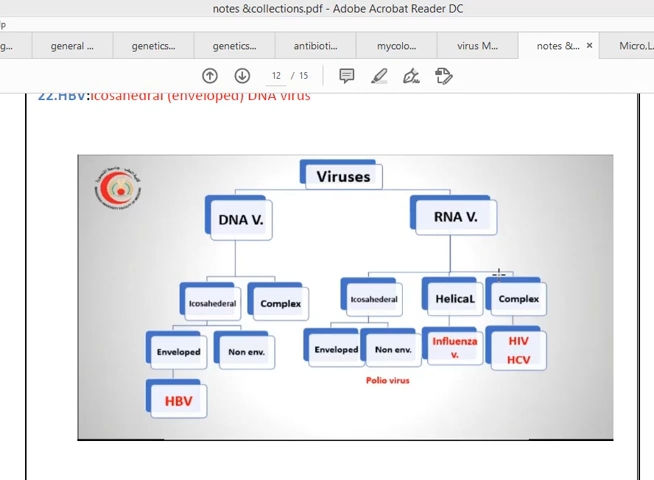 notes &collections.pdf - Adobe Acrobat Reader DC
lp
g...
general ...
genetics...
genetics...
antibioti...
mycolo...
virus M...
notes &... ×
Micro,L.
12 / 15
22.HBV:Icosahedral (enveloped) DNA virus
Viruses
DNA V.
RNA V.
Icosahederal
Complex
Icosahederal
HelicaL
Complex
Enveloped
Non env.
Enveloped
Non env.
Influenza
v.
HIV
HCV
Polio virus
HBV